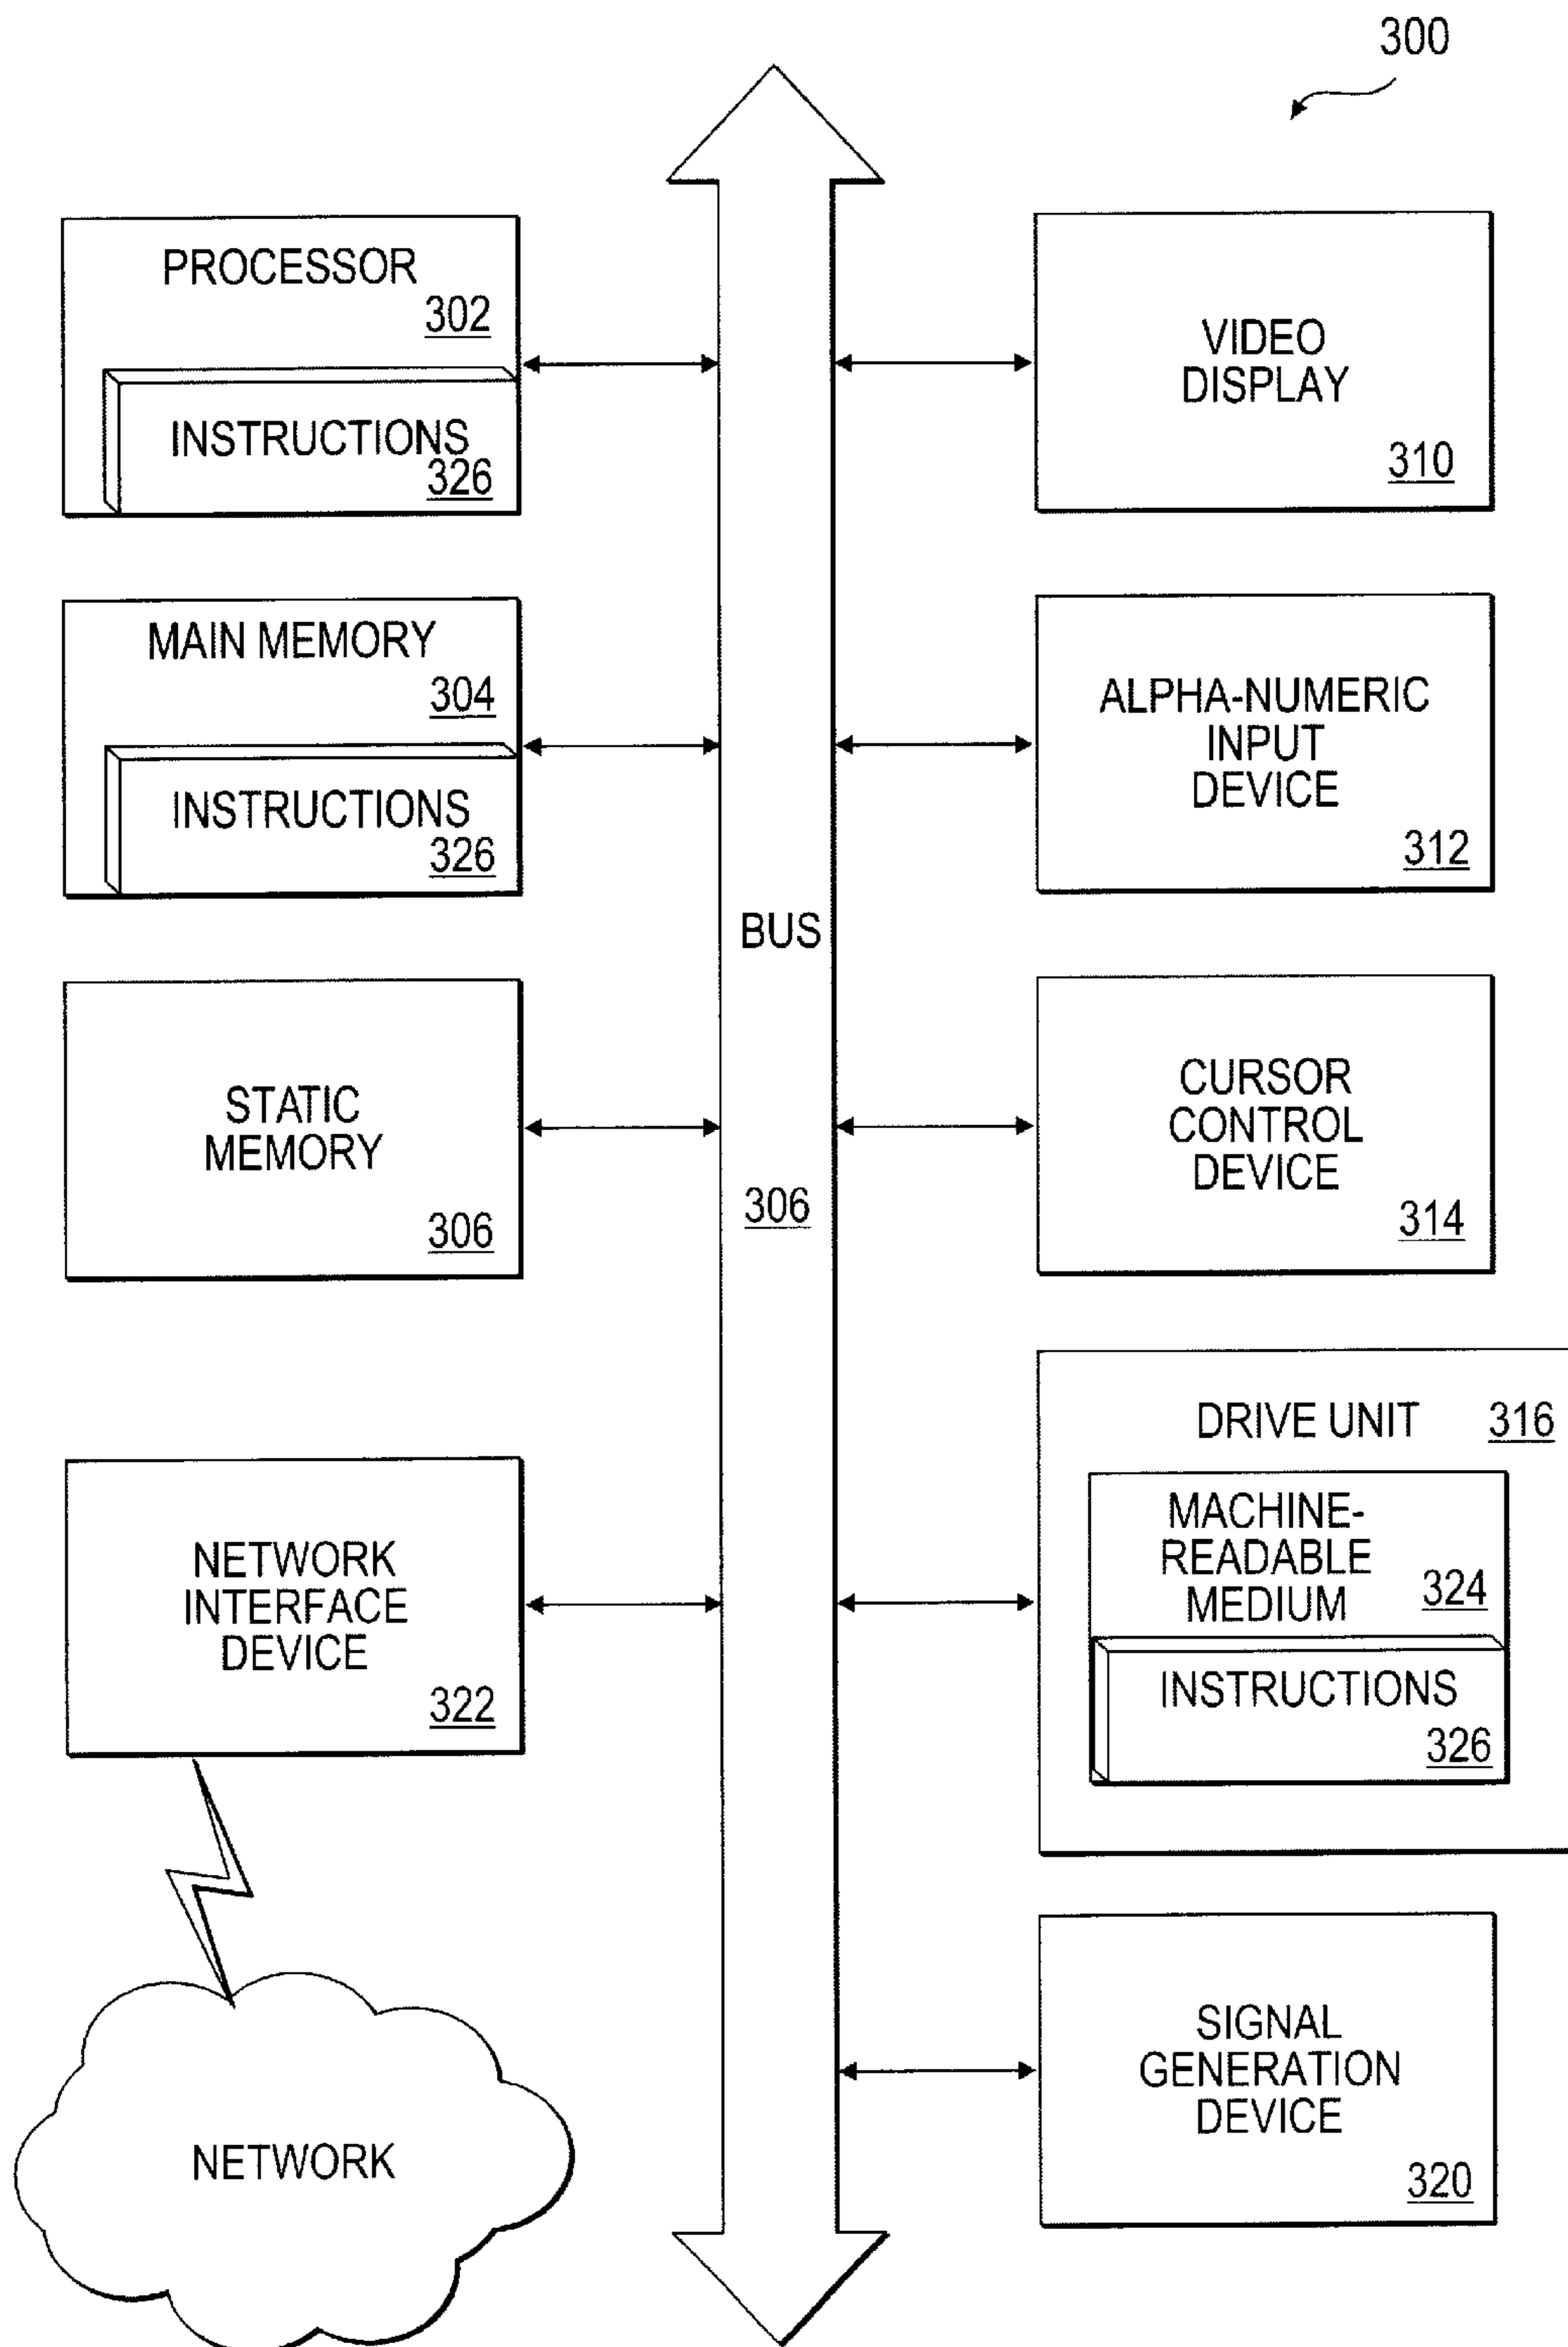 300
PROCESSOR
302
INSTRUCTIONS
326
MAIN MEMORY
304
INSTRUCTIONS
326
STATIC
MEMORY
306
NETWORK
INTERFACE
DEVICE
322
NETWORK
BUS
306
VIDEO
DISPLAY
310
ALPHA-NUMERIC
INPUT
DEVICE
312
CURSOR
CONTROL
DEVICE
314
DRIVE UNIT 316
MACHINE-
READABLE
MEDIUM 324
INSTRUCTIONS
326
SIGNAL
GENERATION
DEVICE
320